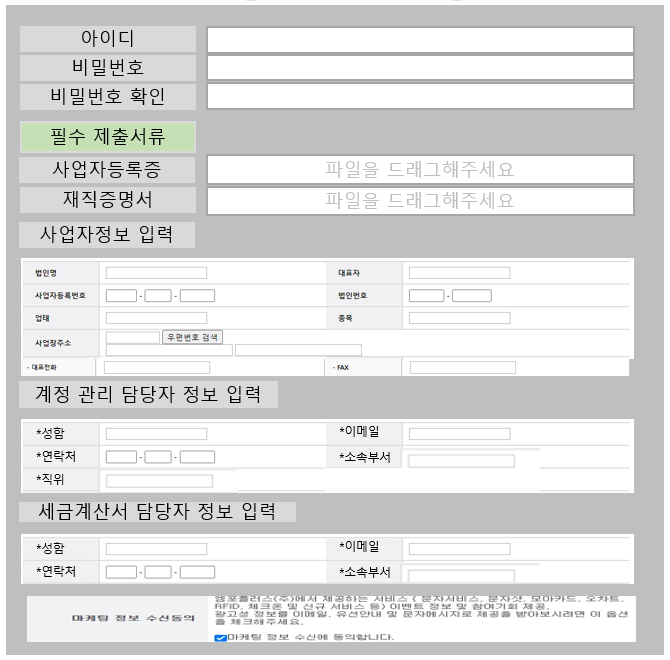 아이디
비밀번호
비밀번호 확인
필수 제출서류
사업자등록증 파일을 드래그해주세요
재직증명서 파일을 드래그해주세요
사업자정보 입력
법인명 대표자
사업자등록번호 - - 법인번호 -
업태 종목
사업장주소 우편번호 검색
- 대표전화 - FAX
계정 관리 담당자 정보 입력
*성함 *이메일
*연락처 - - *소속부서
*직위
세금계산서 담당자 정보 입력
*성함 *이메일
*연락처 - - *소속부서
엠포플러스(주)에서 제공하는 서비스 ( 문자서비스, 문자샷, 모아카드, 오차트,
RFID, 체크온 및 신규 서비스 등) 이벤트 정보 및 참여기회 제공,
광고성 정보를 이메일, 유선안내 및 문자메시지로 제공을 받아보시려면 이 옵션
을 체크해주세요.
마케팅 정보 수신동의
마케팅 정보 수신에 동의합니다.